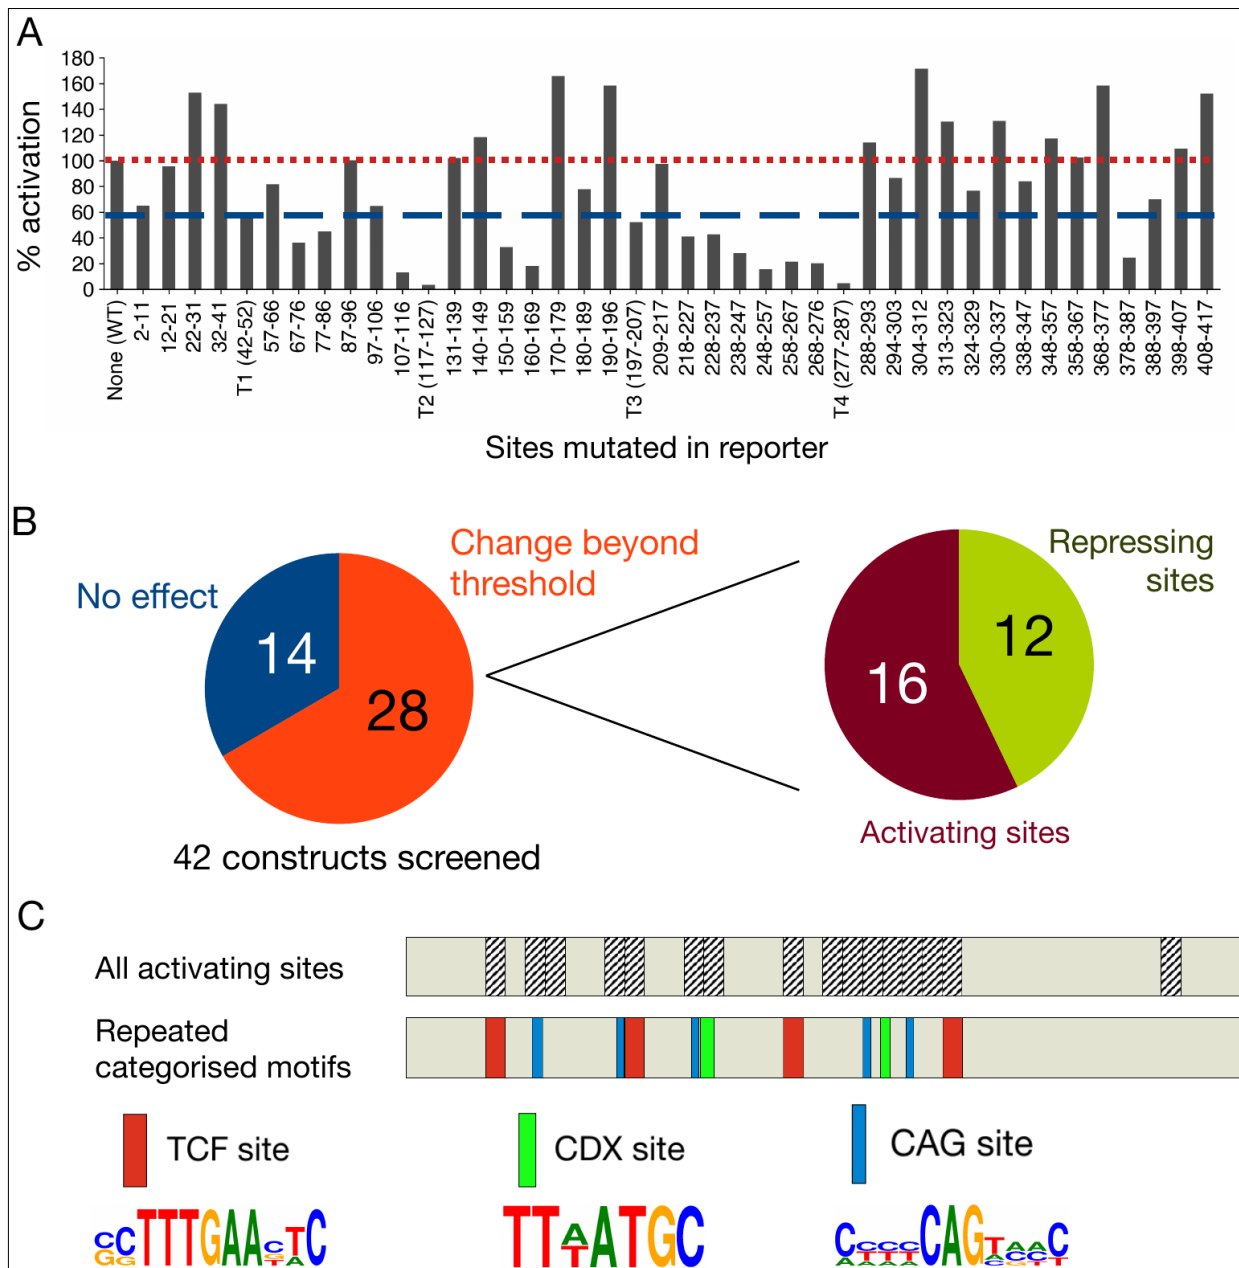 A
% activation
180
160
140
120
100
80
60
40
20
0
None (WT)
2-11
12-21
22-31
32-41
T1 (42-52)
57-66
67-76
77-86
87-96
97-106
107-116
T2 (117-127)
131-139
140-149
150-159
160-169
170-179
180-189
190-196
T3 (197-207)
209-217
218-227
228-237
238-247
248-257
258-267
268-276
T4 (277-287)
288-293
294-303
304-312
313-323
324-329
330-337
338-347
348-357
358-367
368-377
378-387
388-397
398-407
408-417
Sites mutated in reporter
B
No effect
14
Change beyond
threshold
28
42 constructs screened
Repressing
sites
12
16
Activating sites
C
All activating sites
Repeated
categorised motifs
TCF site
CDX site
CAG site